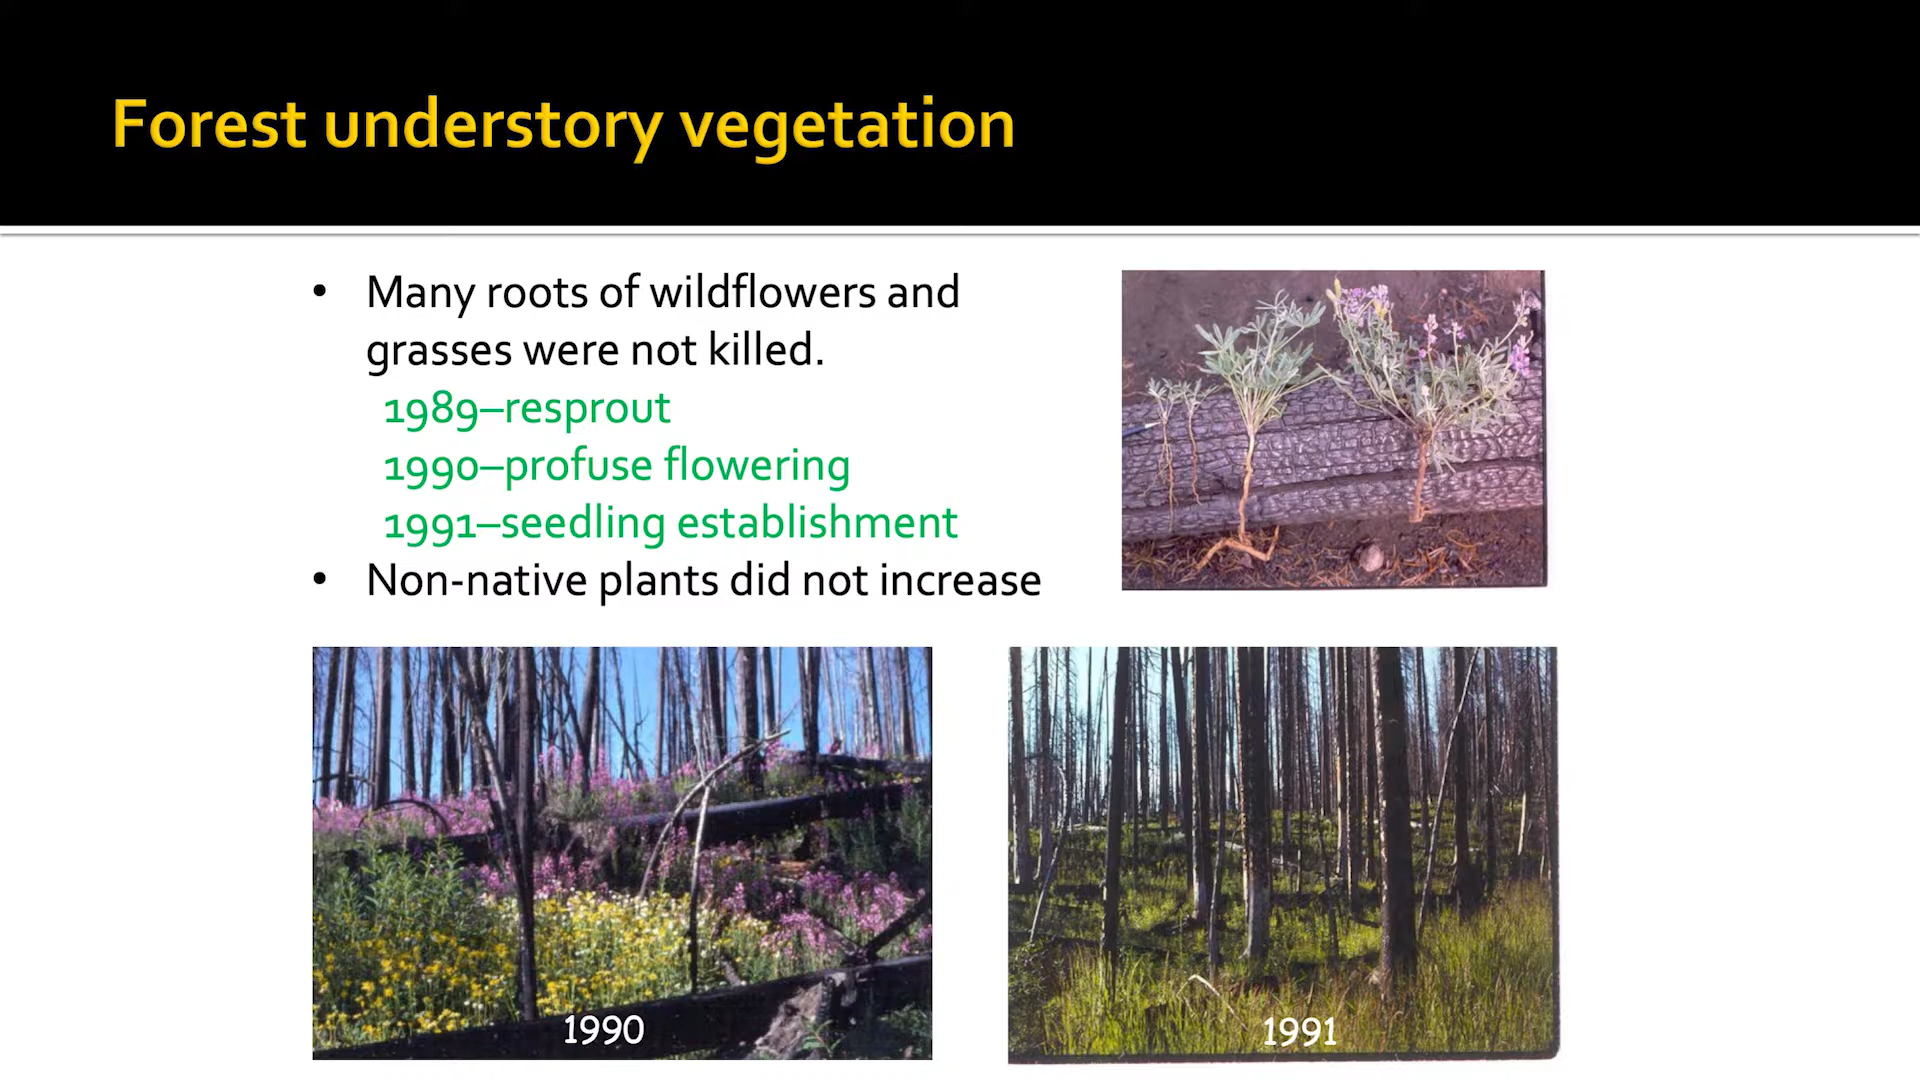 Forest understory vegetation
• Many roots of wildflowers and
grasses were not killed.
1989–resprout
1990–profuse flowering
1991–seedling establishment
• Non-native plants did not increase
1990
1991